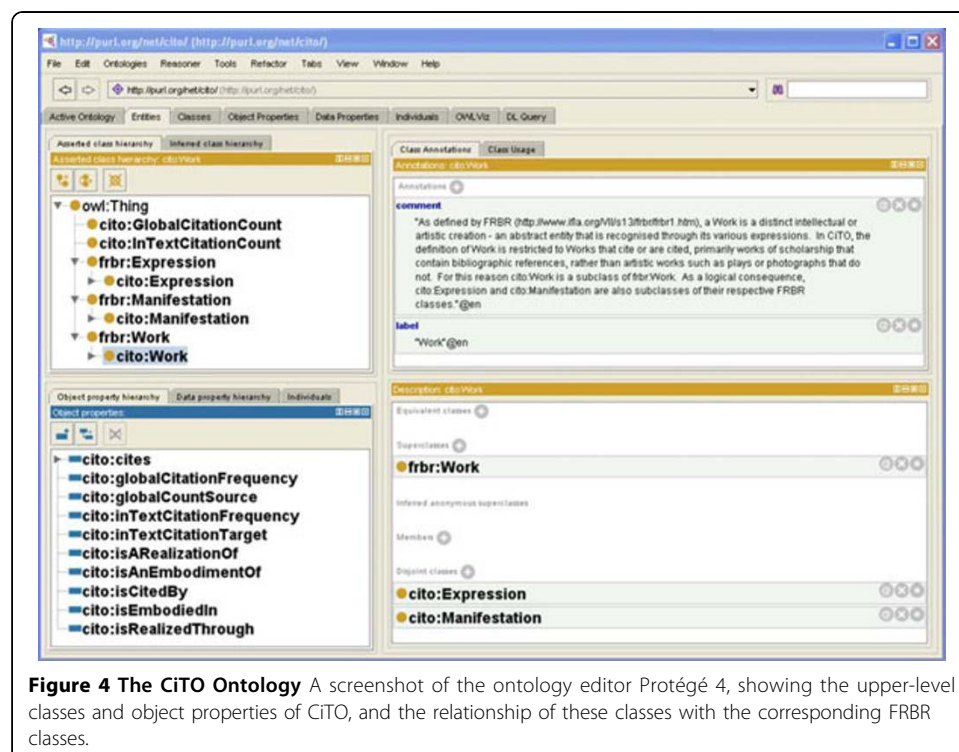 http://purl.org/net/cito/ (http://purl.org/net/cito/)
File Edit Ontologies Reasoner Tools Refactor Tabs View Window Help
http://purl.org/net/cito/ (http://purl.org/net/cito/)
Active Ontology Entities Classes Object Properties Data Properties Individuals OWLViz DL Query
Asserted class hierarchy Inferred class hierarchy
Asserted class hierarchy: cito:Work
owl:Thing
cito:GlobalCitationCount
cito:InTextCitationCount
frbr:Expression
cito:Expression
frbr:Manifestation
cito:Manifestation
frbr:Work
cito:Work
Class Annotations Class Usage
Annotations: cito:Work
Annotations
comment
"As defined by FRBR (http://www.ifla.org/VII/s13/frbr/frbr1.htm), a Work is a distinct intellectual or
artistic creation - an abstract entity that is recognised through its various expressions. In CiTO, the
definition of Work is restricted to Works that cite or are cited, primarily works of scholarship that
contain bibliographic references, rather than artistic works such as plays or photographs that do
not. For this reason cito:Work is a subclass of frbr:Work. As a logical consequence,
cito:Expression and cito:Manifestation are also subclasses of their respective FRBR
classes."@en
label
"Work"@en
Object property hierarchy Data property hierarchy Individuals
Object properties:
cito:cites
cito:globalCitationFrequency
cito:globalCountSource
cito:inTextCitationFrequency
cito:inTextCitationTarget
cito:isARealizationOf
cito:isAnEmbodimentOf
cito:isCitedBy
cito:isEmbodiedIn
cito:isRealizedThrough
Description: cito:Work
Equivalent classes
Superclasses
frbr:Work
Inferred anonymous superclasses
Members
Disjoint classes
cito:Expression
cito:Manifestation
Figure 4 The CiTO Ontology A screenshot of the ontology editor Protégé 4, showing the upper-level
classes and object properties of CiTO, and the relationship of these classes with the corresponding FRBR
classes.